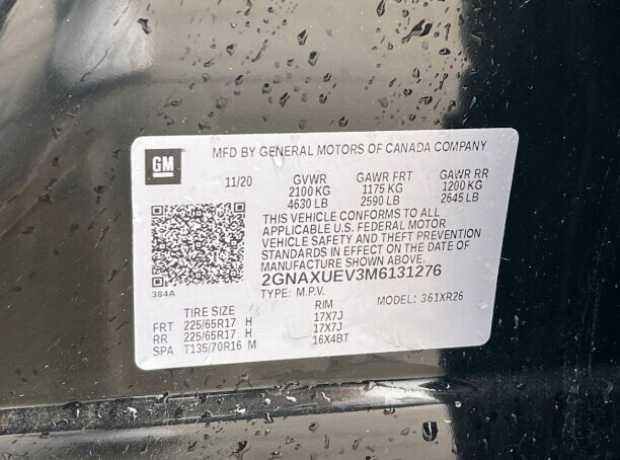 GM
MFD BY GENERAL MOTORS OF CANADA COMPANY
11/20 GVWR GAWR FRT GAWR RR
2100 KG 1175 KG 1200 KG
4630 LB 2590 LB 2645 LB
THIS VEHICLE CONFORMS TO ALL
APPLICABLE U.S. FEDERAL MOTOR
VEHICLE SAFETY AND THEFT PREVENTION
STANDARDS IN EFFECT ON THE DATE OF
MANUFACTURE SHOWN ABOVE.
2GNAXUEV3M6131276
384A
TYPE: M.P.V. MODEL: 361XR26
TIRE SIZE RIM
FRT 225/65R17 H 17X7J
RR 225/65R17 H 17X7J
SPA T135/70R16 M 16X4BT